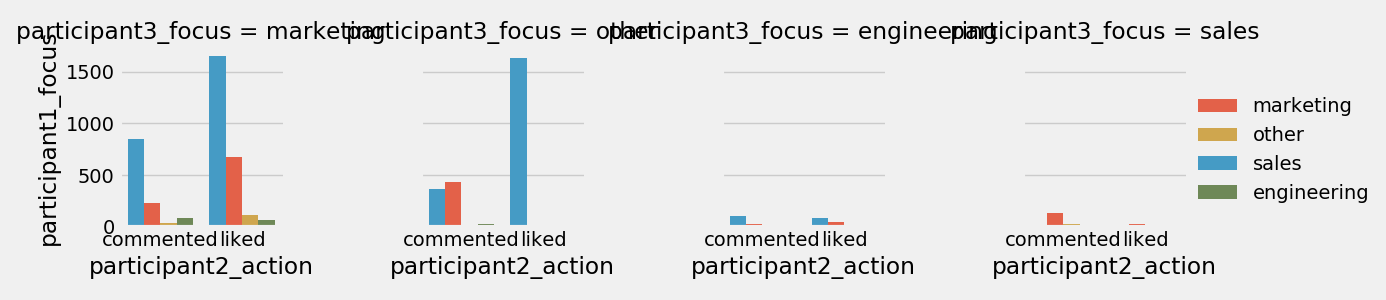 participant3_focus = marketing
participant3_focus = other
participant3_focus = engineering
participant3_focus = sales
participant1_focus
1500
1000
500
0
commented liked
commented liked
commented liked
commented liked
participant2_action
participant2_action
participant2_action
participant2_action
marketing
other
sales
engineering